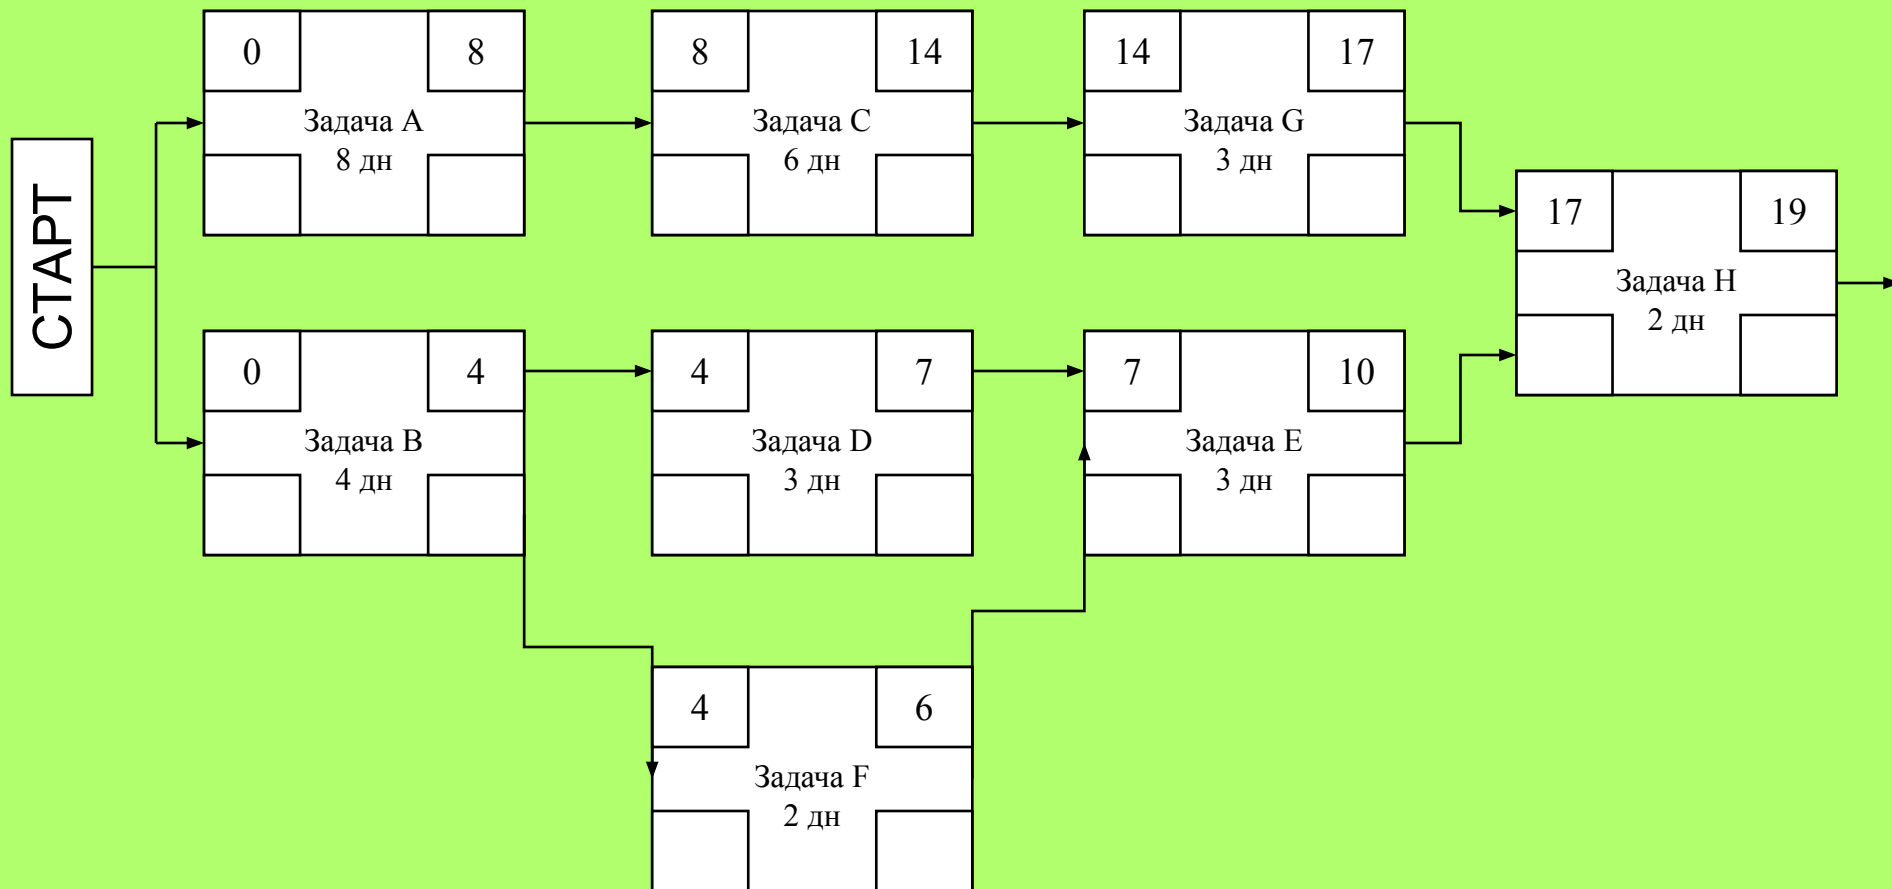 СТАРТ
0
8
Задача A
8 дн
8
14
Задача C
6 дн
14
17
Задача G
3 дн
17
19
Задача H
2 дн
0
4
Задача B
4 дн
4
7
Задача D
3 дн
7
10
Задача E
3 дн
4
6
Задача F
2 дн